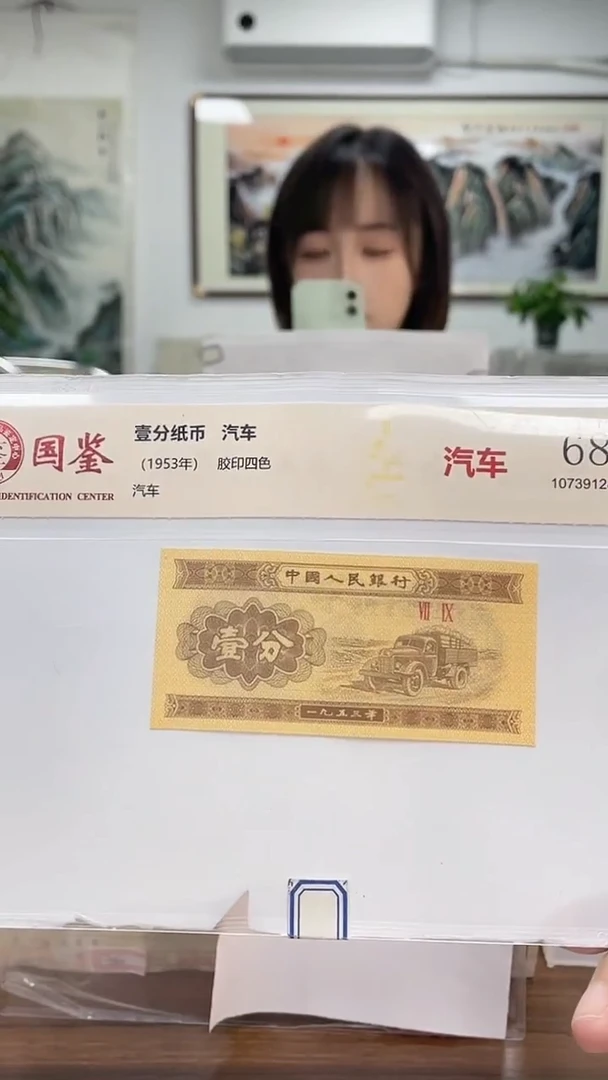 国鉴
IDENTIFICATION CENTER
壹分纸币 汽车
(1953年) 胶印四色
汽车
汽车
68
1073912
中國人民銀行
VII IX
壹分
一九五三年